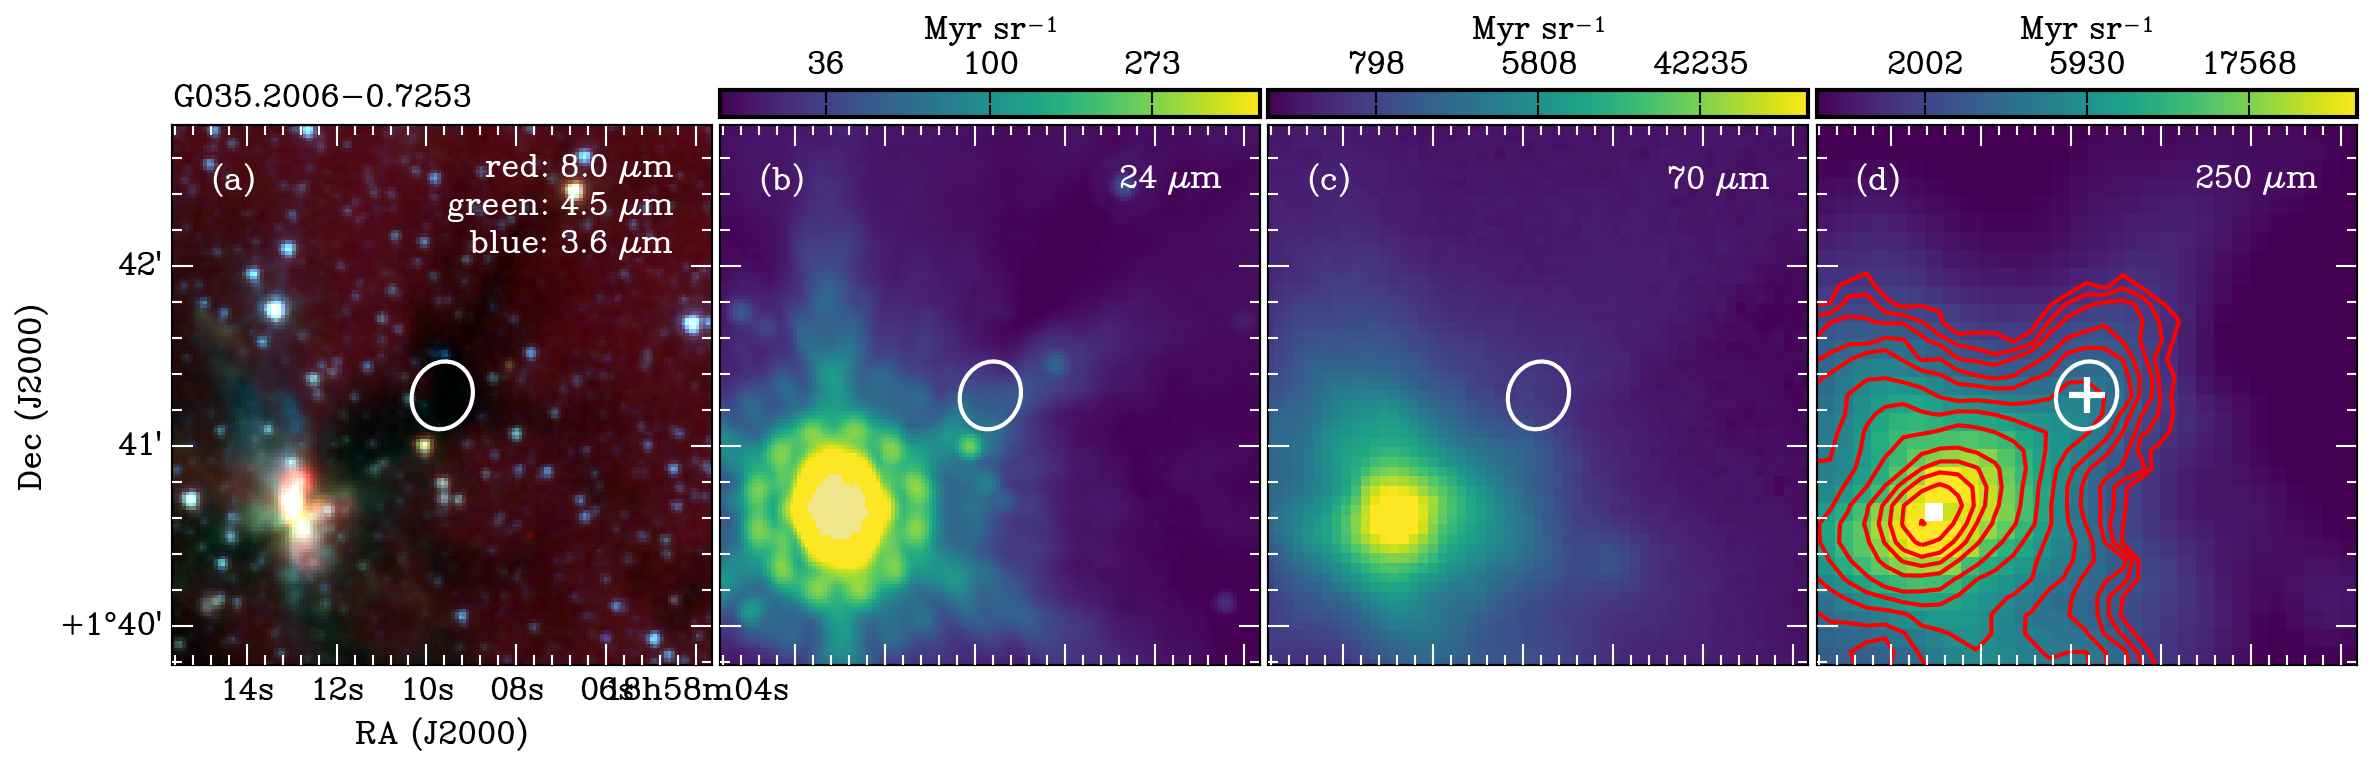 G035.2006−0.7253
(a)
red: 8.0 μm
green: 4.5 μm
blue: 3.6 μm
42'
41'
+1°40'
Dec (J2000)
14s 12s 10s 08s 06s 18h58m04s
RA (J2000)
Myr sr⁻¹
36 100 273
(b)
24 μm
Myr sr⁻¹
798 5808 42235
(c)
70 μm
Myr sr⁻¹
2002 5930 17568
(d)
250 μm